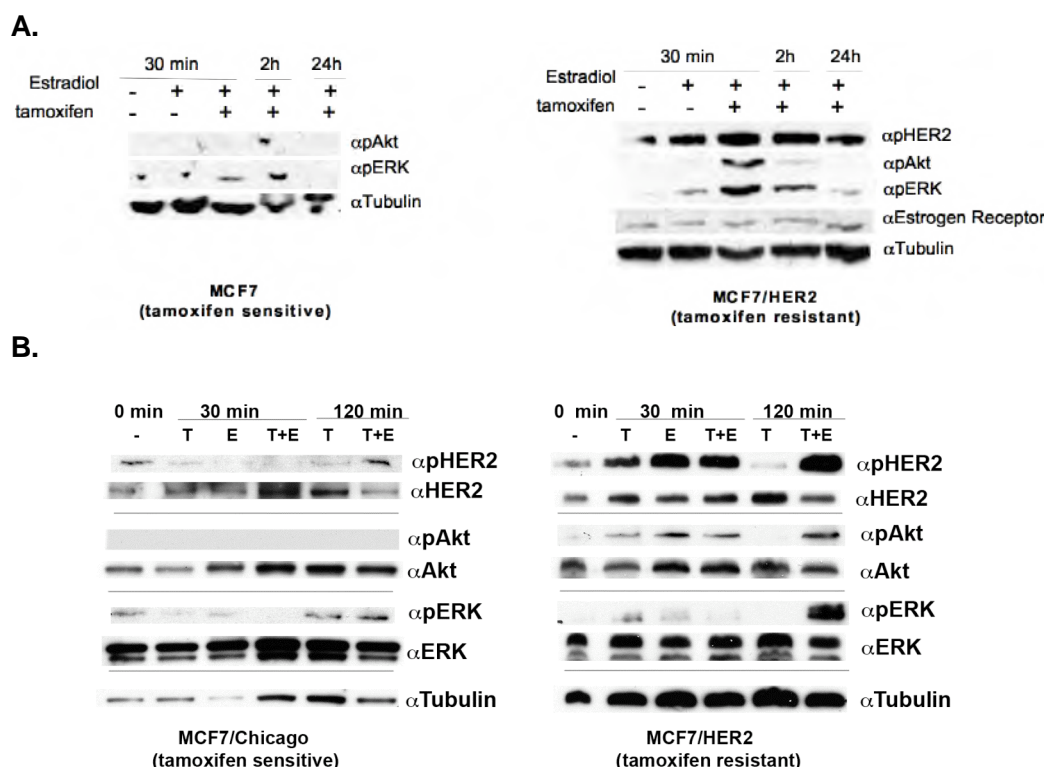 A.
30 min 2h 24h
Estradiol - + + + +
tamoxifen - - + + +
αpAkt
αpERK
αTubulin
MCF7
(tamoxifen sensitive)
30 min 2h 24h
Estradiol - + + + +
tamoxifen + + +
αpHER2
αpAkt
αpERK
αEstrogen Receptor
αTubulin
MCF7/HER2
(tamoxifen resistant)
B.
0 min 30 min 120 min
- T E T+E T T+E
αpHER2
αHER2
αpAkt
αAkt
αpERK
αERK
αTubulin
MCF7/Chicago
(tamoxifen sensitive)
0 min 30 min 120 min
- T E T+E T T+E
αpHER2
αHER2
αpAkt
αAkt
αpERK
αERK
αTubulin
MCF7/HER2
(tamoxifen resistant)